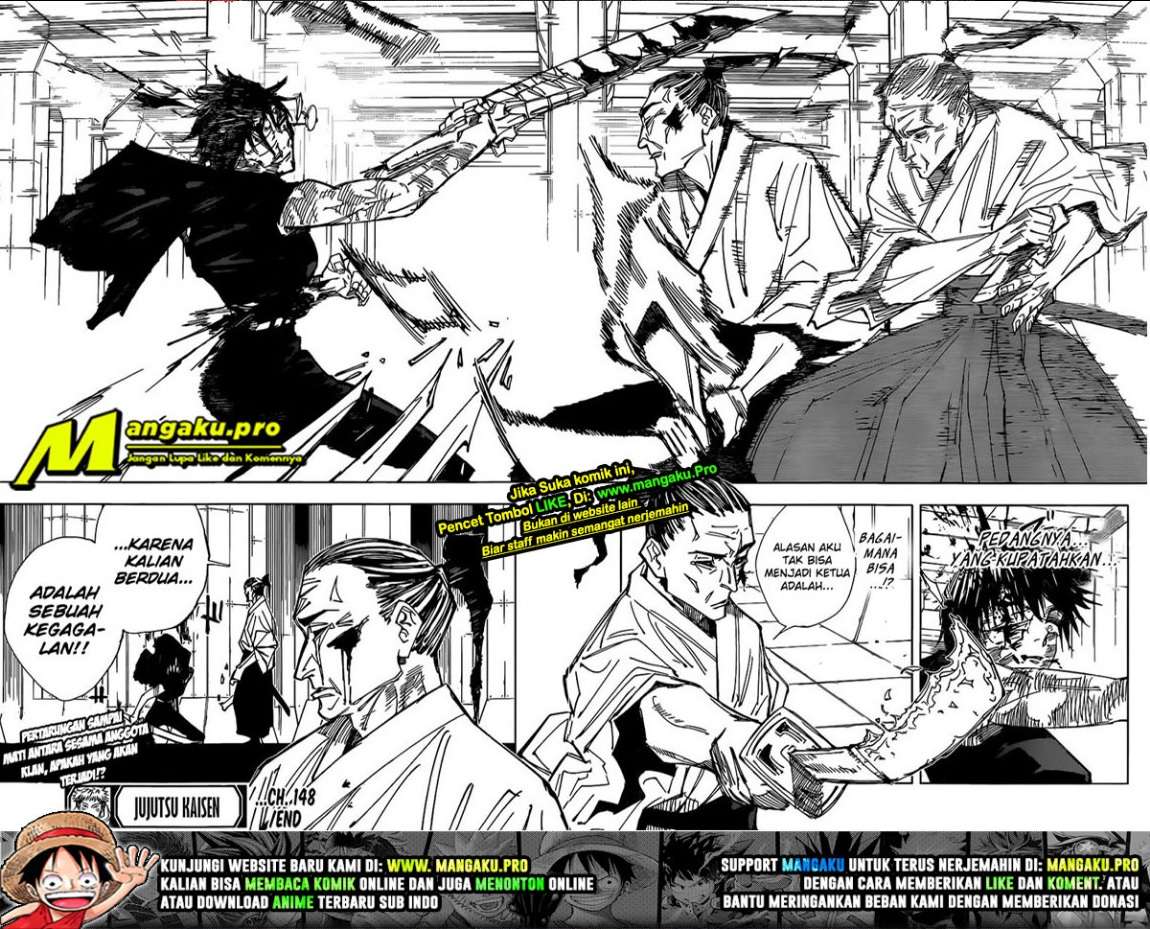 Mangaku.pro
Jangan Lupa Like dan Komennya
Jika Suka komik ini,
Pencet Tombol LIKE, Di: www.mangaku.Pro
Bukan di website lain
Biar staff makin semangat nerjemahin
PEDANGNYA...
YANG KUPATAHKAN...
BAGAI-
MANA
BISA
...!?
ALASAN AKU
TAK BISA
MENJADI KETUA
ADALAH...
...KARENA
KALIAN
BERDUA...
ADALAH
SEBUAH
KEGAGA-
LAN!!
PERTARUNGAN SAMPAI
MATI ANTARA SESAMA ANGGOTA
KLAN, APAKAH YANG AKAN
TERJADI!?
JUJUTSU KAISEN
...CH..148
//END
KUNJUNGI WEBSITE BARU KAMI DI: WWW. MANGAKU.PRO
KALIAN BISA MEMBACA KOMIK ONLINE DAN JUGA MENONTON ONLINE
ATAU DOWNLOAD ANIME TERBARU SUB INDO
SUPPORT MANGAKU UNTUK TERUS NERJEMAHIN DI: MANGAKU.PRO
DENGAN CARA MEMBERIKAN LIKE DAN KOMENT. ATAU
BANTU MERINGANKAN BEBAN KAMI DENGAN MEMBERIKAN DONASI